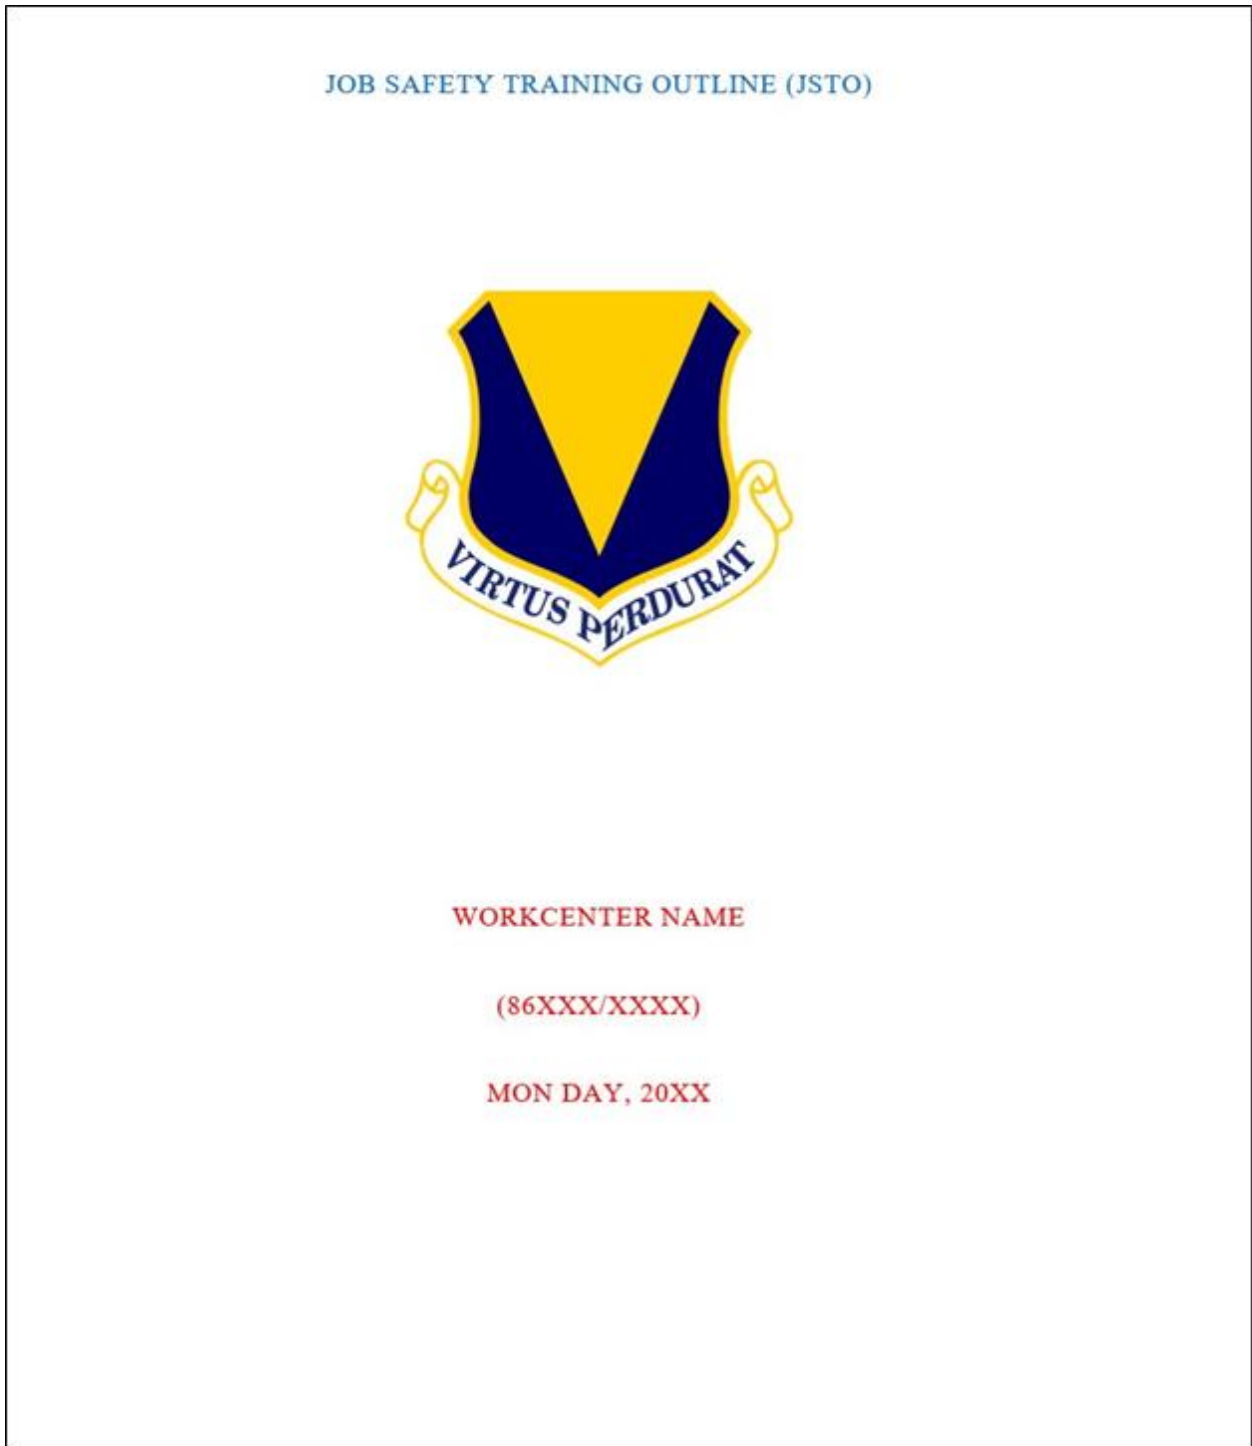 JOB SAFETY TRAINING OUTLINE (JSTO)
VIRTUS PERDURAT
WORKCENTER NAME
(86XXX/XXXX)
MON DAY, 20XX